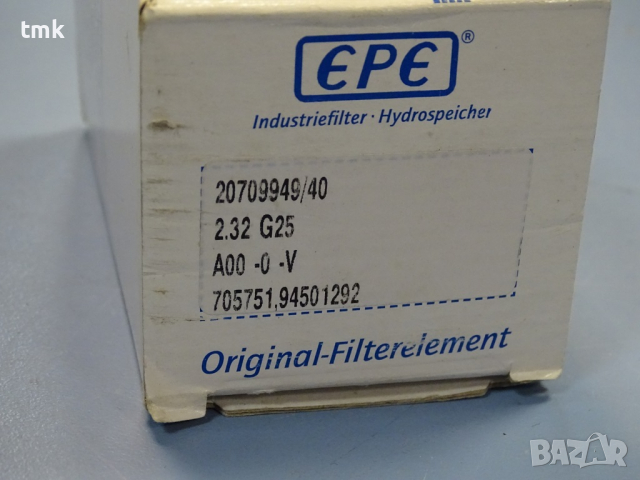 tmk
EPE®
Industriefilter · Hydrospeicher
20709949/40
2.32 G25
A00 -0 -V
705751.94501292
Original-Filterelement
BAZAR